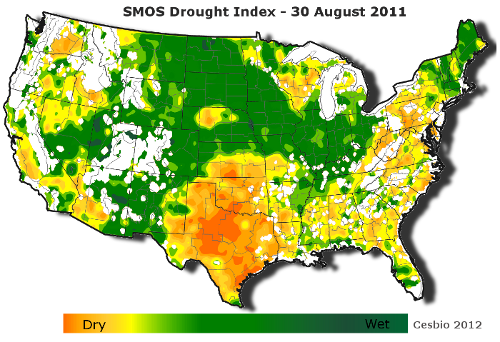 SMOS Drought Index - 30 August 2011
Dry Wet Cesbio 2012